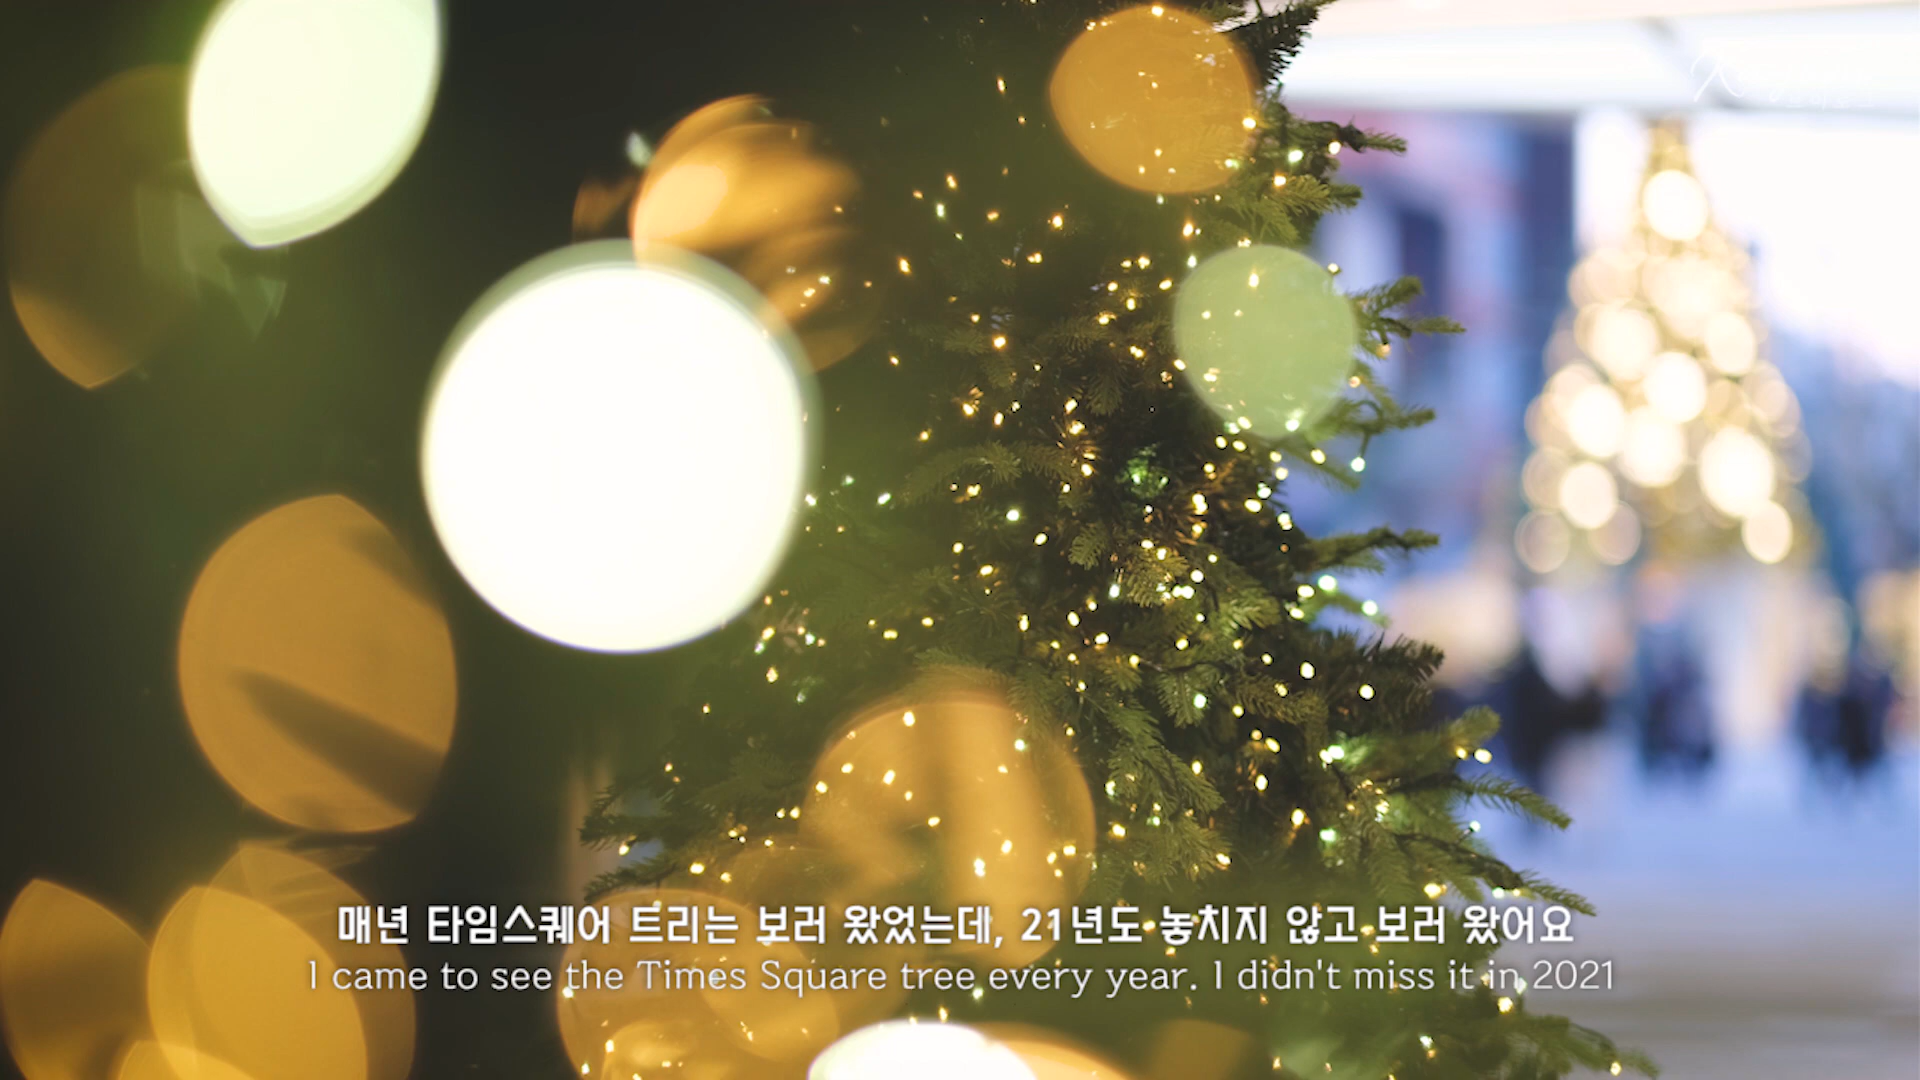 매년 타임스퀘어 트리는 보러 왔었는데, 21년도 놓치지 않고 보러 왔어요
I came to see the Times Square tree every year. I didn't miss it in 2021